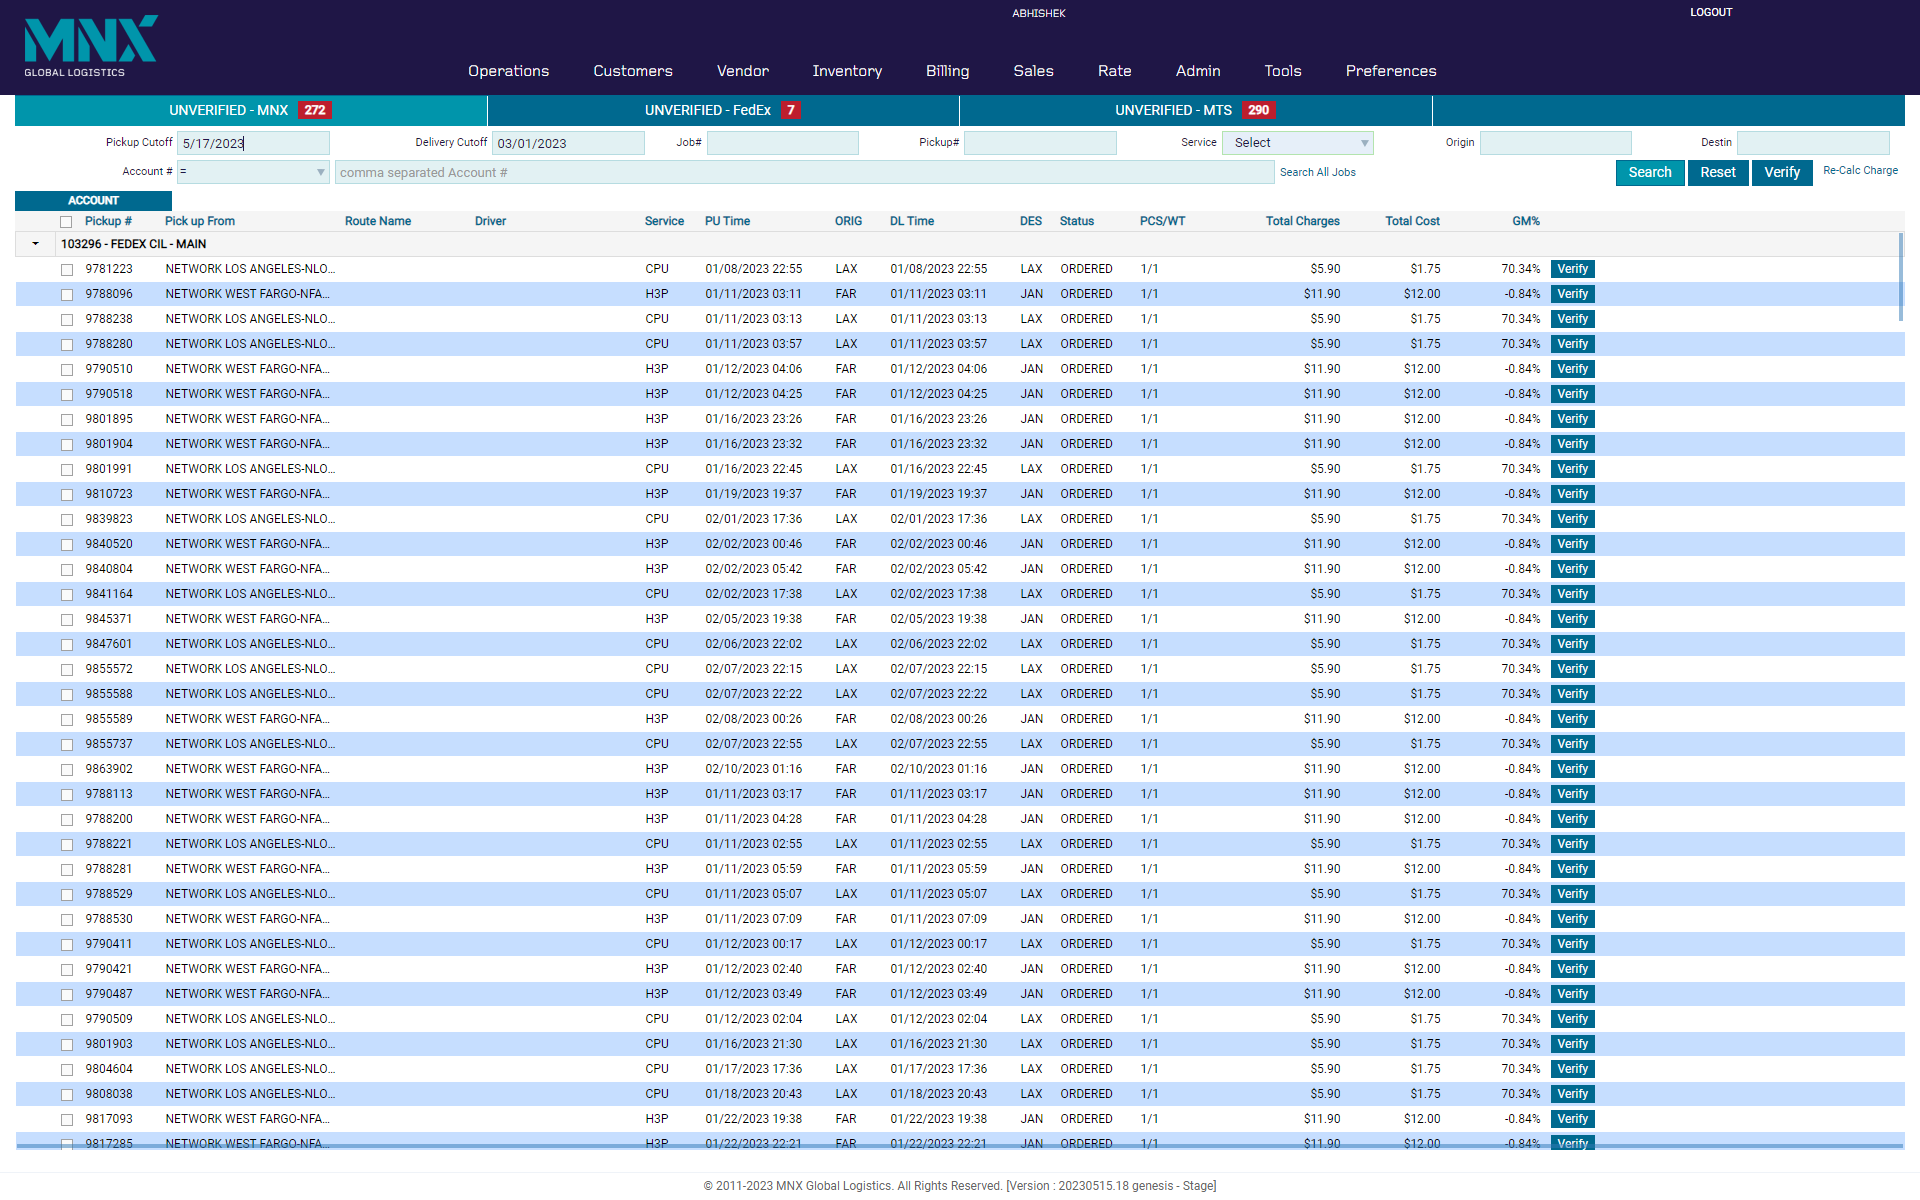 ABHISHEK LOGOUT
MNX
GLOBAL LOGISTICS
Operations Customers Vendor Inventory Billing Sales Rate Admin Tools Preferences
UNVERIFIED - MNX 272 UNVERIFIED - FedEx 7 UNVERIFIED - MTS 290
Pickup Cutoff 5/17/2023 Delivery Cutoff 03/01/2023 Job# Pickup# Service Select Origin Destin
Account # = comma separated Account # Search All Jobs Search Reset Verify Re-Calc Charge
ACCOUNT
Pickup # Pick up From Route Name Driver Service PU Time ORIG DL Time DES Status PCS/WT Total Charges Total Cost GM%
103296 - FEDEX CIL - MAIN
9781223 NETWORK LOS ANGELES-NLO... CPU 01/08/2023 22:55 LAX 01/08/2023 22:55 LAX ORDERED 1/1 $5.90 $1.75 70.34% Verify
9788096 NETWORK WEST FARGO-NFA... H3P 01/11/2023 03:11 FAR 01/11/2023 03:11 JAN ORDERED 1/1 $11.90 $12.00 -0.84% Verify
9788238 NETWORK LOS ANGELES-NLO... CPU 01/11/2023 03:13 LAX 01/11/2023 03:13 LAX ORDERED 1/1 $5.90 $1.75 70.34% Verify
9788280 NETWORK LOS ANGELES-NLO... CPU 01/11/2023 03:57 LAX 01/11/2023 03:57 LAX ORDERED 1/1 $5.90 $1.75 70.34% Verify
9790510 NETWORK WEST FARGO-NFA... H3P 01/12/2023 04:06 FAR 01/12/2023 04:06 JAN ORDERED 1/1 $11.90 $12.00 -0.84% Verify
9790518 NETWORK WEST FARGO-NFA... H3P 01/12/2023 04:25 FAR 01/12/2023 04:25 JAN ORDERED 1/1 $11.90 $12.00 -0.84% Verify
9801895 NETWORK WEST FARGO-NFA... H3P 01/16/2023 23:26 FAR 01/16/2023 23:26 JAN ORDERED 1/1 $11.90 $12.00 -0.84% Verify
9801904 NETWORK WEST FARGO-NFA... H3P 01/16/2023 23:32 FAR 01/16/2023 23:32 JAN ORDERED 1/1 $11.90 $12.00 -0.84% Verify
9801991 NETWORK LOS ANGELES-NLO... CPU 01/16/2023 22:45 LAX 01/16/2023 22:45 LAX ORDERED 1/1 $5.90 $1.75 70.34% Verify
9810723 NETWORK WEST FARGO-NFA... H3P 01/19/2023 19:37 FAR 01/19/2023 19:37 JAN ORDERED 1/1 $11.90 $12.00 -0.84% Verify
9839823 NETWORK LOS ANGELES-NLO... CPU 02/01/2023 17:36 LAX 02/01/2023 17:36 LAX ORDERED 1/1 $5.90 $1.75 70.34% Verify
9840520 NETWORK WEST FARGO-NFA... H3P 02/02/2023 00:46 FAR 02/02/2023 00:46 JAN ORDERED 1/1 $11.90 $12.00 -0.84% Verify
9840804 NETWORK WEST FARGO-NFA... H3P 02/02/2023 05:42 FAR 02/02/2023 05:42 JAN ORDERED 1/1 $11.90 $12.00 -0.84% Verify
9841164 NETWORK LOS ANGELES-NLO... CPU 02/02/2023 17:38 LAX 02/02/2023 17:38 LAX ORDERED 1/1 $5.90 $1.75 70.34% Verify
9845371 NETWORK WEST FARGO-NFA... H3P 02/05/2023 19:38 FAR 02/05/2023 19:38 JAN ORDERED 1/1 $11.90 $12.00 -0.84% Verify
9847601 NETWORK LOS ANGELES-NLO... CPU 02/06/2023 22:02 LAX 02/06/2023 22:02 LAX ORDERED 1/1 $5.90 $1.75 70.34% Verify
9855572 NETWORK LOS ANGELES-NLO... CPU 02/07/2023 22:15 LAX 02/07/2023 22:15 LAX ORDERED 1/1 $5.90 $1.75 70.34% Verify
9855588 NETWORK LOS ANGELES-NLO... CPU 02/07/2023 22:22 LAX 02/07/2023 22:22 LAX ORDERED 1/1 $5.90 $1.75 70.34% Verify
9855589 NETWORK WEST FARGO-NFA... H3P 02/08/2023 00:26 FAR 02/08/2023 00:26 JAN ORDERED 1/1 $11.90 $12.00 -0.84% Verify
9855737 NETWORK LOS ANGELES-NLO... CPU 02/07/2023 22:55 LAX 02/07/2023 22:55 LAX ORDERED 1/1 $5.90 $1.75 70.34% Verify
9863902 NETWORK WEST FARGO-NFA... H3P 02/10/2023 01:16 FAR 02/10/2023 01:16 JAN ORDERED 1/1 $11.90 $12.00 -0.84% Verify
9788113 NETWORK WEST FARGO-NFA... H3P 01/11/2023 03:17 FAR 01/11/2023 03:17 JAN ORDERED 1/1 $11.90 $12.00 -0.84% Verify
9788200 NETWORK WEST FARGO-NFA... H3P 01/11/2023 04:28 FAR 01/11/2023 04:28 JAN ORDERED 1/1 $11.90 $12.00 -0.84% Verify
9788221 NETWORK LOS ANGELES-NLO... CPU 01/11/2023 02:55 LAX 01/11/2023 02:55 LAX ORDERED 1/1 $5.90 $1.75 70.34% Verify
9788281 NETWORK WEST FARGO-NFA... H3P 01/11/2023 05:59 FAR 01/11/2023 05:59 JAN ORDERED 1/1 $11.90 $12.00 -0.84% Verify
9788529 NETWORK LOS ANGELES-NLO... CPU 01/11/2023 05:07 LAX 01/11/2023 05:07 LAX ORDERED 1/1 $5.90 $1.75 70.34% Verify
9788530 NETWORK WEST FARGO-NFA... H3P 01/11/2023 07:09 FAR 01/11/2023 07:09 JAN ORDERED 1/1 $11.90 $12.00 -0.84% Verify
9790411 NETWORK LOS ANGELES-NLO... CPU 01/12/2023 00:17 LAX 01/12/2023 00:17 LAX ORDERED 1/1 $5.90 $1.75 70.34% Verify
9790421 NETWORK WEST FARGO-NFA... H3P 01/12/2023 02:40 FAR 01/12/2023 02:40 JAN ORDERED 1/1 $11.90 $12.00 -0.84% Verify
9790487 NETWORK WEST FARGO-NFA... H3P 01/12/2023 03:49 FAR 01/12/2023 03:49 JAN ORDERED 1/1 $11.90 $12.00 -0.84% Verify
9790509 NETWORK LOS ANGELES-NLO... CPU 01/12/2023 02:04 LAX 01/12/2023 02:04 LAX ORDERED 1/1 $5.90 $1.75 70.34% Verify
9801903 NETWORK LOS ANGELES-NLO... CPU 01/16/2023 21:30 LAX 01/16/2023 21:30 LAX ORDERED 1/1 $5.90 $1.75 70.34% Verify
9804604 NETWORK LOS ANGELES-NLO... CPU 01/17/2023 17:36 LAX 01/17/2023 17:36 LAX ORDERED 1/1 $5.90 $1.75 70.34% Verify
9808038 NETWORK LOS ANGELES-NLO... CPU 01/18/2023 20:43 LAX 01/18/2023 20:43 LAX ORDERED 1/1 $5.90 $1.75 70.34% Verify
9817093 NETWORK WEST FARGO-NFA... H3P 01/22/2023 19:38 FAR 01/22/2023 19:38 JAN ORDERED 1/1 $11.90 $12.00 -0.84% Verify
9817285 NETWORK WEST FARGO-NFA... H3P 01/22/2023 22:21 FAR 01/22/2023 22:21 JAN ORDERED 1/1 $11.90 $12.00 -0.84% Verify
© 2011-2023 MNX Global Logistics. All Rights Reserved. [Version : 20230515.18 genesis - Stage]